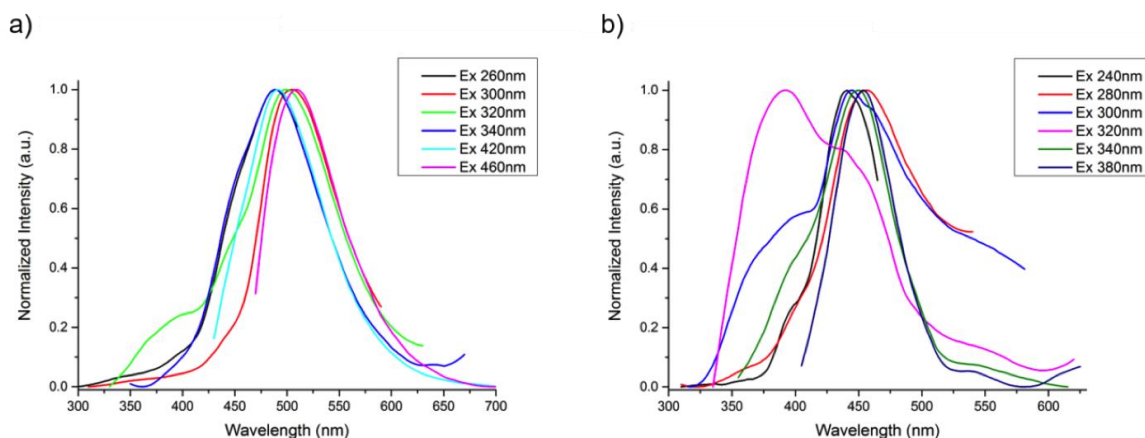 a)
Ex 260nm
Ex 300nm
Ex 320nm
Ex 340nm
Ex 420nm
Ex 460nm
Normalized Intensity (a.u.)
1.0
0.8
0.6
0.4
0.2
0.0
300 350 400 450 500 550 600 650 700
Wavelength (nm)
b)
Ex 240nm
Ex 280nm
Ex 300nm
Ex 320nm
Ex 340nm
Ex 380nm
Normalized Intensity (a.u.)
1.0
0.8
0.6
0.4
0.2
0.0
300 350 400 450 500 550 600
Wavelength (nm)